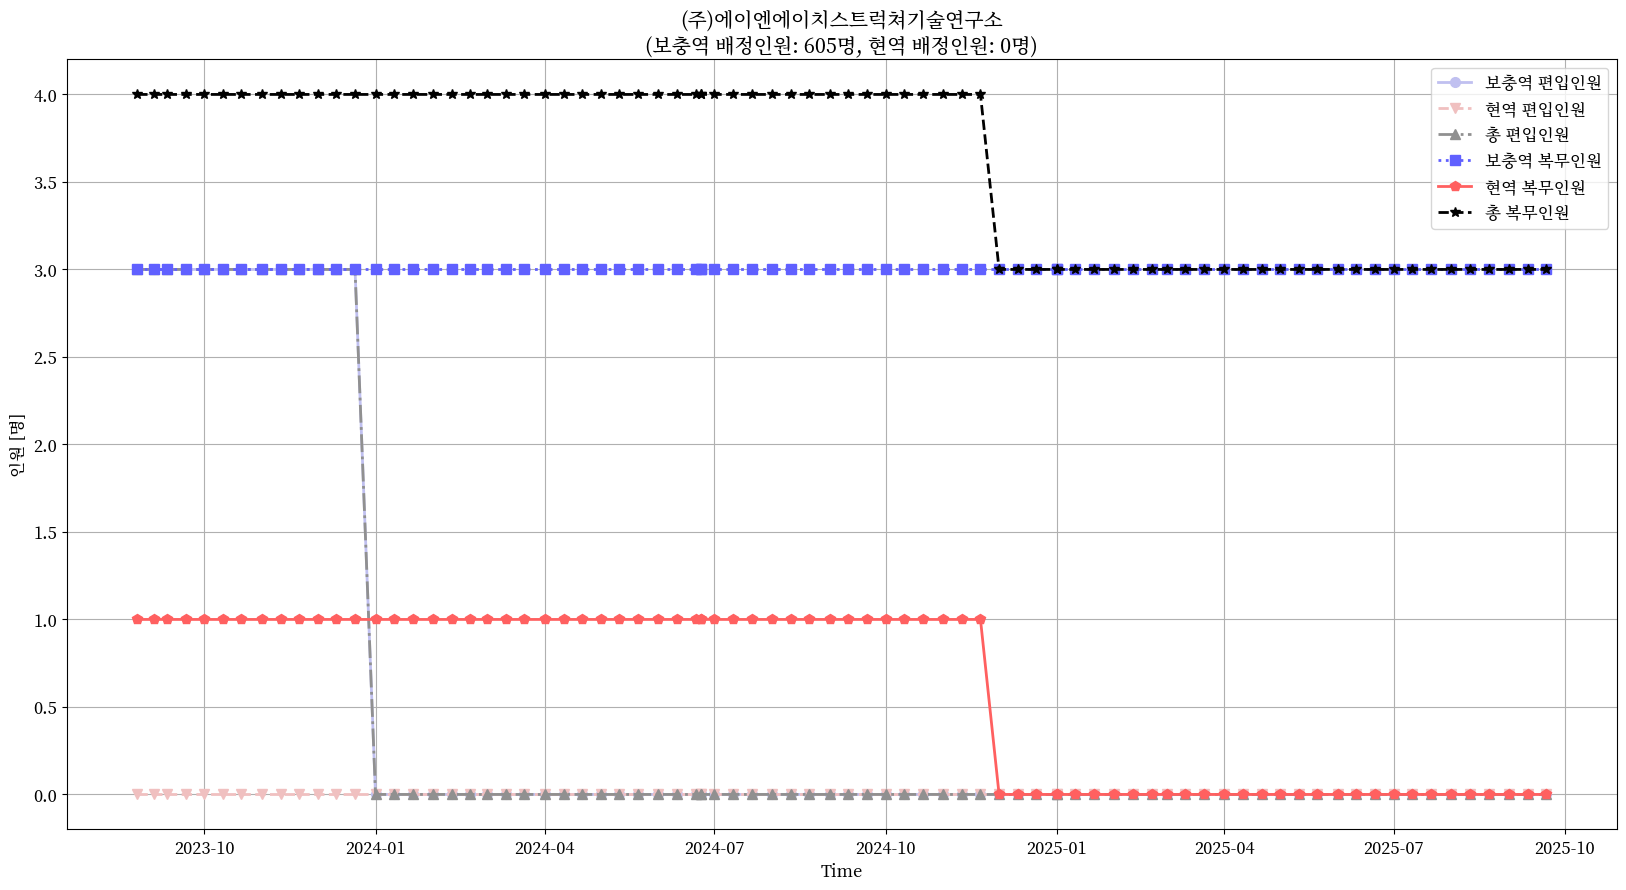 (주)에이엔에이치스트럭쳐기술연구소
(보충역 배정인원: 605명, 현역 배정인원: 0명)
보충역 편입인원
현역 편입인원
총 편입인원
보충역 복무인원
현역 복무인원
총 복무인원
인원 [명]
4.0
3.5
3.0
2.5
2.0
1.5
1.0
0.5
0.0
2023-10
2024-01
2024-04
2024-07
2024-10
2025-01
2025-04
2025-07
2025-10
Time